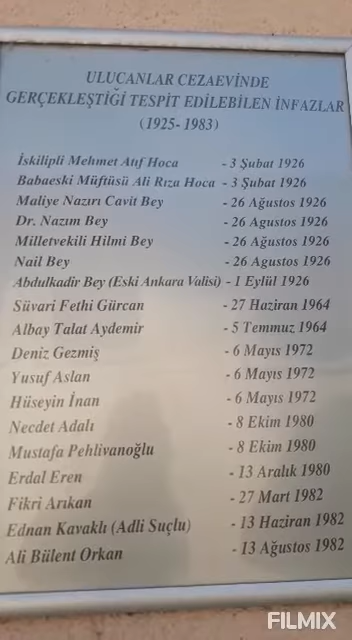 ULUCANLAR CEZAEVİNDE
GERÇEKLEŞTİĞİ TESPİT EDİLEBİLEN İNFAZLAR
(1925-1983)
İskilipli Mehmet Atıf Hoca - 3 Şubat 1926
Babaeski Müftüsü Ali Rıza Hoca - 3 Şubat 1926
Maliye Nazırı Cavit Bey - 26 Ağustos 1926
Dr. Nazım Bey - 26 Agustos 1926
Milletvekili Hilmi Bey - 26 Ağustos 1926
Nail Bey - 26 Agustos 1926
Abdulkadir Bey (Eski Ankara Valisi) - 1 Eylül 1926
Süvari Fethi Gürcan - 27 Haziran 1964
Albay Talat Aydemir - 5 Temmuz 1964
Deniz Gezmiş - 6 Mayıs 1972
Yusuf Aslan - 6 Mayıs 1972
Hüseyin İnan - 6 Mayıs 1972
Necdet Adalı - 8 Ekim 1980
Mustafa Pehlivanoğlu - 8 Ekim 1980
Erdal Eren - 13 Aralık 1980
Fikri Arıkan - 27 Mart 1982
Ednan Kavaklı (Adli Suçlu) - 13 Haziran 1982
Ali Bülent Orkan - 13 Ağustos 1982
FILMIX